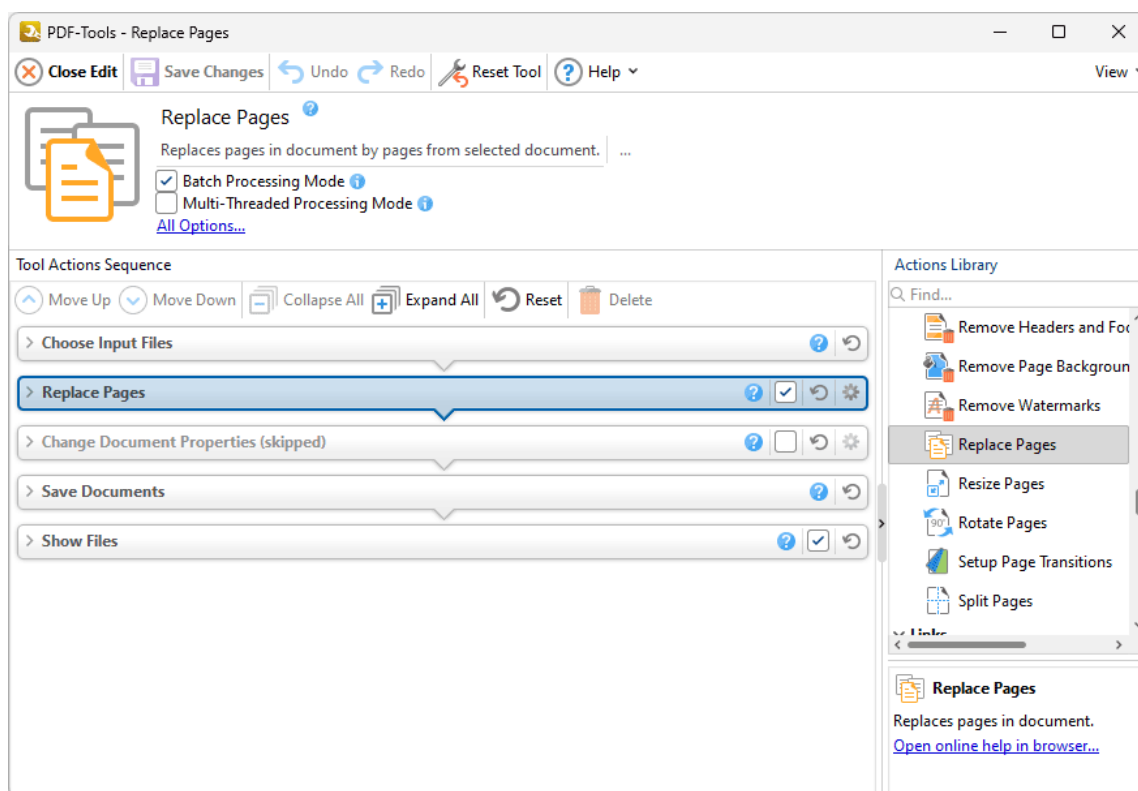 PDF-Tools - Replace Pages
Close Edit Save Changes Undo Redo Reset Tool ? Help View
Replace Pages ?
Replaces pages in document by pages from selected document. ...
Batch Processing Mode i
Multi-Threaded Processing Mode i
All Options...
Tool Actions Sequence
Move Up Move Down Collapse All Expand All Reset Delete
Choose Input Files ?
Replace Pages ?
Change Document Properties (skipped) ?
Save Documents ?
Show Files ?
Actions Library
Find...
Remove Headers and Foo
Remove Page Backgroun
Remove Watermarks
Replace Pages
Resize Pages
90° Rotate Pages
Setup Page Transitions
Split Pages
Links
Replace Pages
Replaces pages in document.
Open online help in browser...